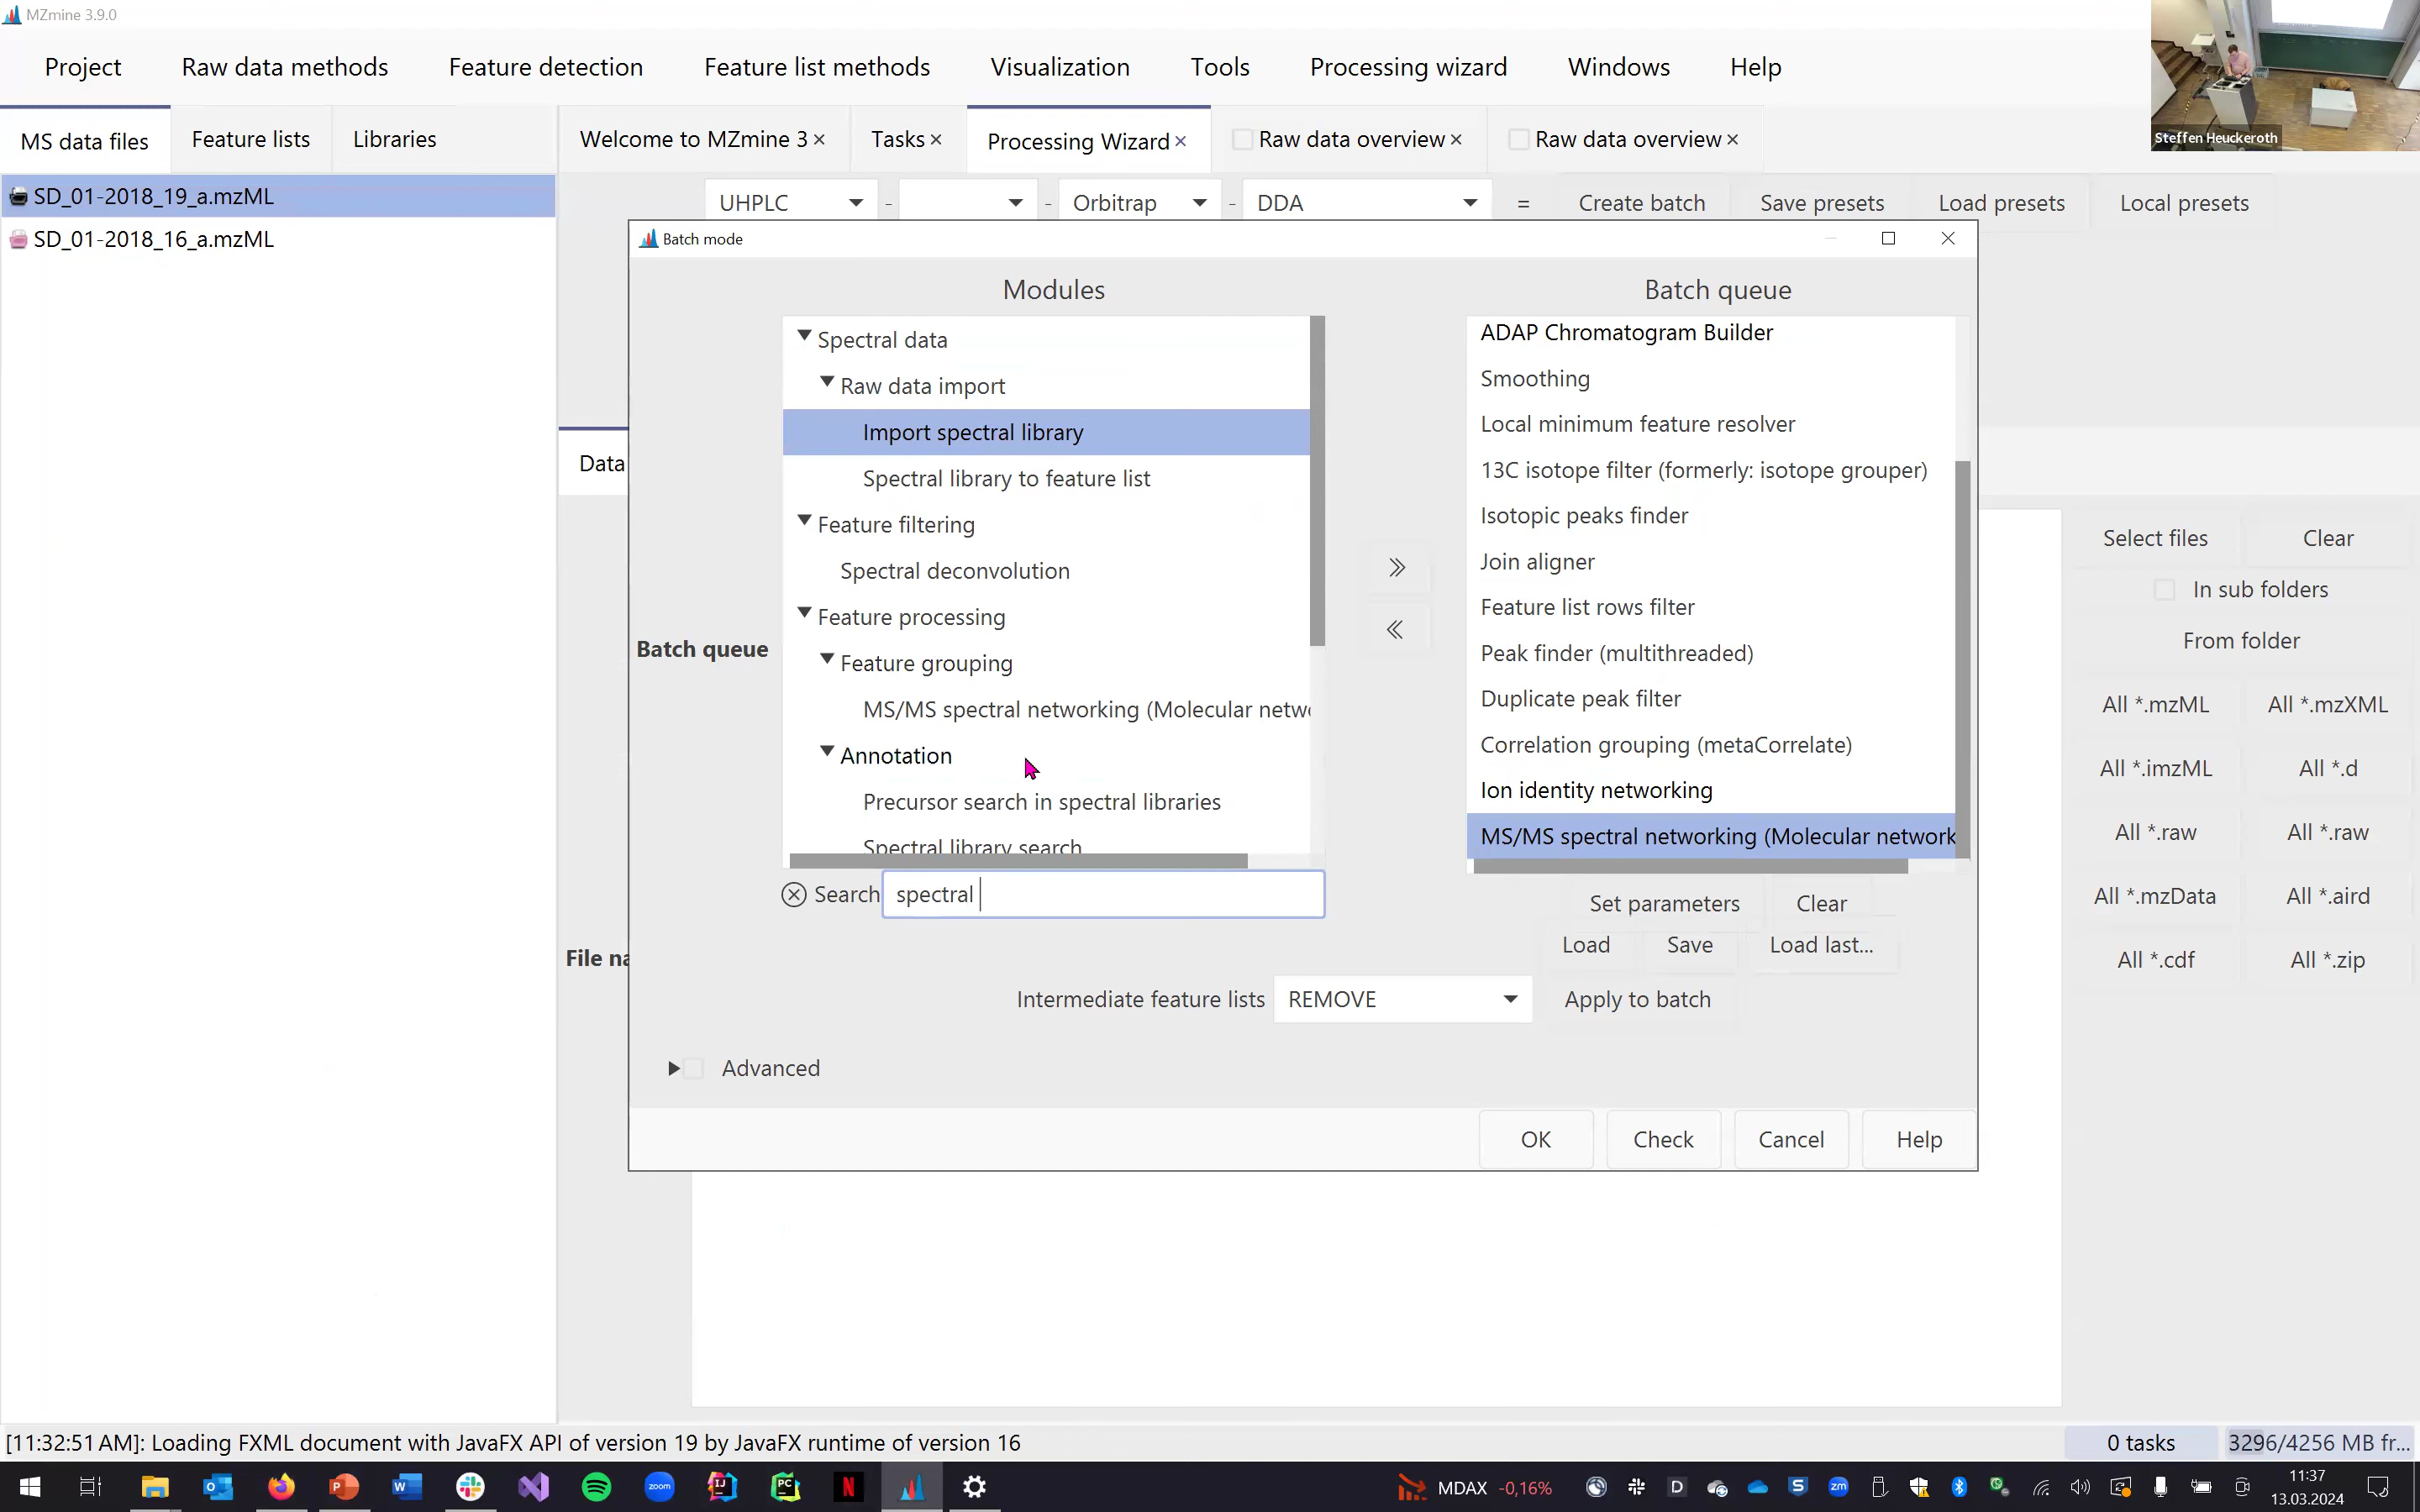 MZmine 3.9.0
Project Raw data methods Feature detection Feature list methods Visualization Tools Processing wizard Windows Help
Steffen Heuckeroth
MS data files Feature lists Libraries Welcome to MZmine 3 × Tasks × Processing Wizard × Raw data overview × Raw data overview ×
SD_01-2018_19_a.mzML
SD_01-2018_16_a.mzML
UHPLC - - Orbitrap - DDA = Create batch Save presets Load presets Local presets
Batch mode
Modules
Spectral data
Raw data import
Import spectral library
Spectral library to feature list
Feature filtering
Spectral deconvolution
Feature processing
Feature grouping
MS/MS spectral networking (Molecular netw
Annotation
Precursor search in spectral libraries
Spectral library search
Search spectral
Batch queue
Batch queue
ADAP Chromatogram Builder
Smoothing
Local minimum feature resolver
13C isotope filter (formerly: isotope grouper)
Isotopic peaks finder
Join aligner
Feature list rows filter
Peak finder (multithreaded)
Duplicate peak filter
Correlation grouping (metaCorrelate)
Ion identity networking
MS/MS spectral networking (Molecular network
Set parameters Clear
Load Save Load last...
Intermediate feature lists REMOVE Apply to batch
Advanced
OK Check Cancel Help
Data
File na
Select files Clear
In sub folders
From folder
All *.mzML All *.mzXML
All *.imzML All *.d
All *.raw All *.raw
All *.mzData All *.aird
All *.cdf All *.zip
[11:32:51 AM]: Loading FXML document with JavaFX API of version 19 by JavaFX runtime of version 16
0 tasks 3296/4256 MB fr...
zoom
MDAX -0,16%
zm
11:37
13.03.2024